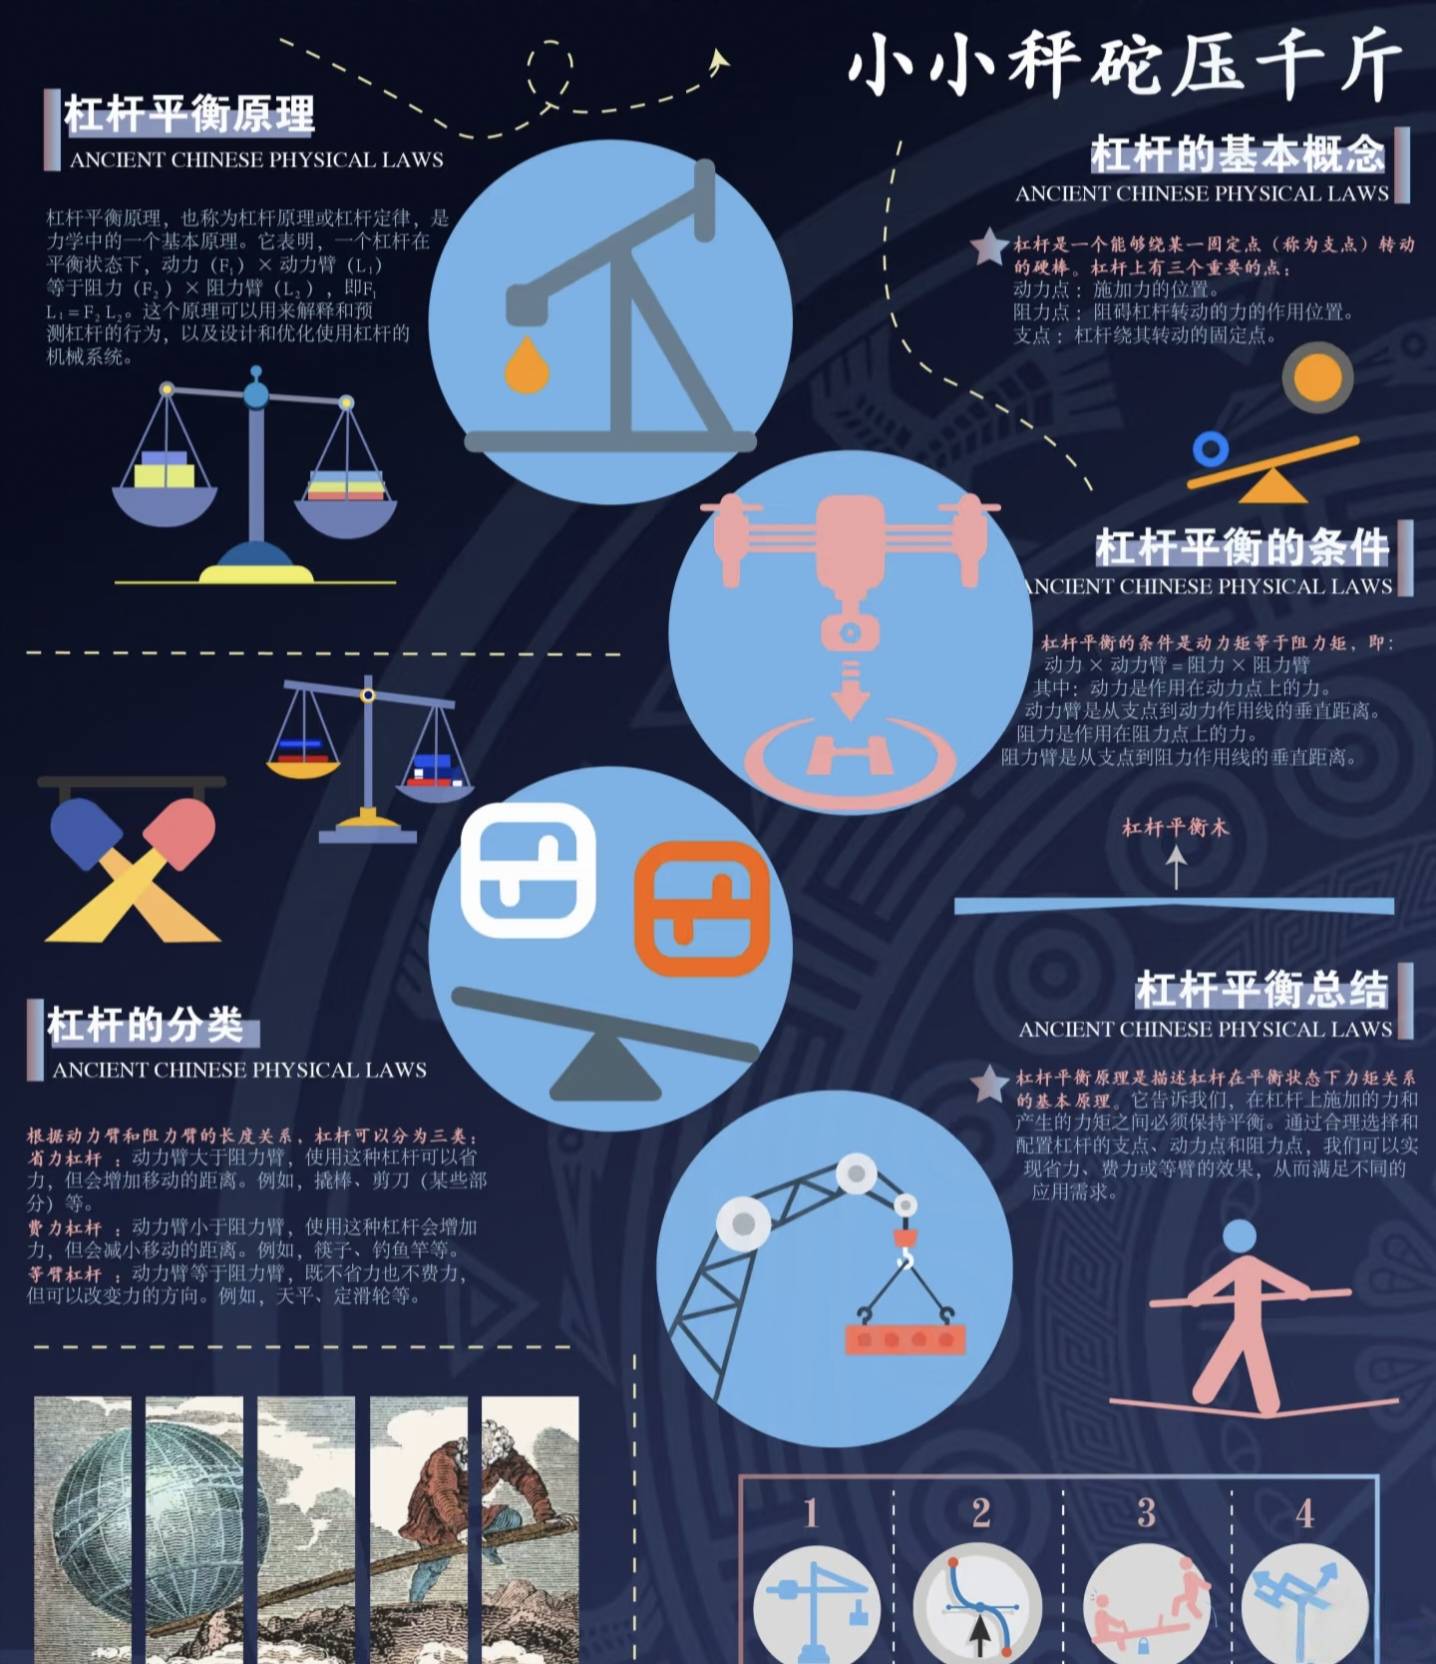 小小秤砣压千斤
杠杆平衡原理
ANCIENT CHINESE PHYSICAL LAWS
杠杆平衡原理，也称为杠杆原理或杠杆定律，是
力学中的一个基本原理。它表明，一个杠杆在
平衡状态下，动力（F₁）× 动力臂（L₁）
等于阻力（F₂）× 阻力臂（L₂），即F₁
L₁ = F₂ L₂。这个原理可以用来解释和预
测杠杆的行为，以及设计和优化使用杠杆的
机械系统。
杠杆的基本概念
ANCIENT CHINESE PHYSICAL LAWS
杠杆是一个能够绕某一固定点（称为支点）转动
的硬棒。杠杆上有三个重要的点：
动力点：施加力的位置。
阻力点：阻碍杠杆转动的力的作用位置。
支点：杠杆绕其转动的固定点。
杠杆平衡的条件
ANCIENT CHINESE PHYSICAL LAWS
杠杆平衡的条件是动力矩等于阻力矩，即：
动力 × 动力臂 = 阻力 × 阻力臂
其中：动力是作用在动力点上的力。
动力臂是从支点到动力作用线的垂直距离。
阻力是作用在阻力点上的力。
阻力臂是从支点到阻力作用线的垂直距离。
杠杆平衡木
杠杆的分类
ANCIENT CHINESE PHYSICAL LAWS
根据动力臂和阻力臂的长度关系，杠杆可以分为三类：
省力杠杆 ：动力臂大于阻力臂，使用这种杠杆可以省
力，但会增加移动的距离。例如，撬棒、剪刀（某些部
分）等。
费力杠杆 ：动力臂小于阻力臂，使用这种杠杆会增加
力，但会减小移动的距离。例如，筷子、钓鱼竿等。
等臂杠杆 ：动力臂等于阻力臂，既不省力也不费力，
但可以改变力的方向。例如，天平、定滑轮等。
杠杆平衡总结
ANCIENT CHINESE PHYSICAL LAWS
杠杆平衡原理是描述杠杆在平衡状态下力矩关系
的基本原理。它告诉我们，在杠杆上施加的力和
产生的力矩之间必须保持平衡。通过合理选择和
配置杠杆的支点、动力点和阻力点，我们可以实
现省力、费力或等臂的效果，从而满足不同的
应用需求。
1 2 3 4